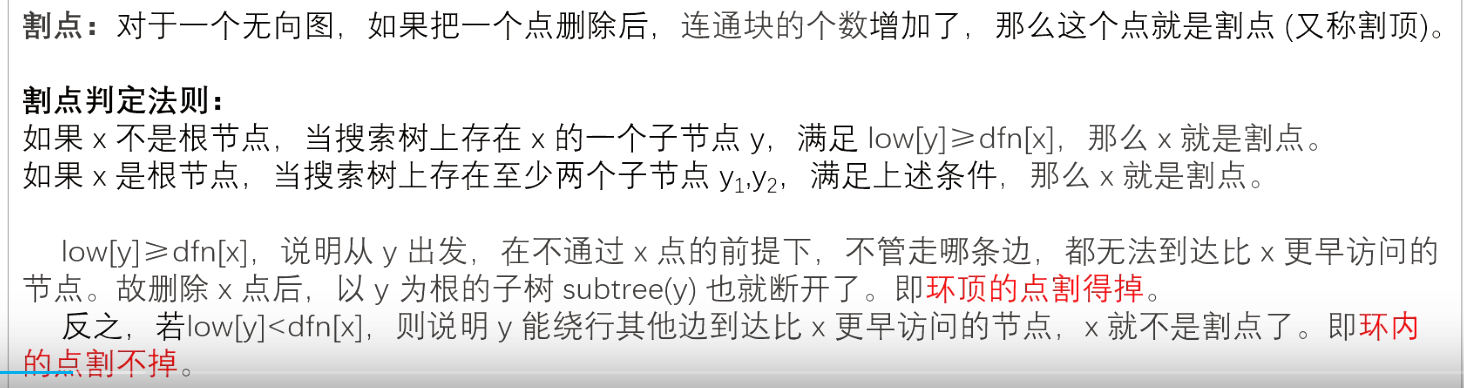 割点：对于一个无向图，如果把一个点删除后，连通块的个数增加了，那么这个点就是割点 (又称割顶)。
割点判定法则：
如果 x 不是根节点，当搜索树上存在 x 的一个子节点 y，满足 low[y]≥dfn[x]，那么 x 就是割点。
如果 x 是根节点，当搜索树上存在至少两个子节点 y₁,y₂，满足上述条件，那么 x 就是割点。
low[y]≥dfn[x]，说明从 y 出发，在不通过 x 点的前提下，不管走哪条边，都无法到达比 x 更早访问的
节点。故删除 x 点后，以 y 为根的子树 subtree(y) 也就断开了。即环顶的点割得掉。
反之，若low[y]<dfn[x]，则说明 y 能绕行其他边到达比 x 更早访问的节点，x 就不是割点了。即环内
的点割不掉。